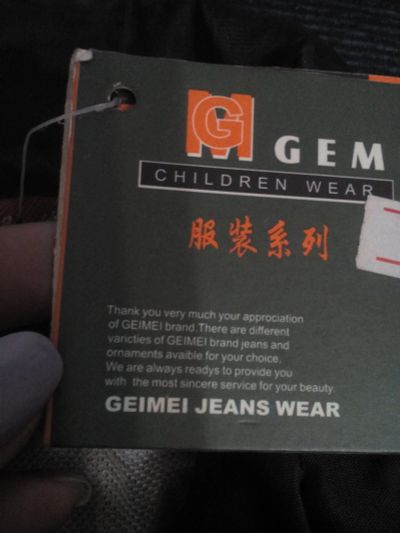 MG GEM
CHILDREN WEAR
服装系列
Thank you very much your approciation
of GEIMEI brand.There are different
varicties of GEIMEI brand jeans and
ornaments avaible for your choice.
We are always readys to provide you
with the most sincere service for your beauty.
GEIMEI JEANS WEAR